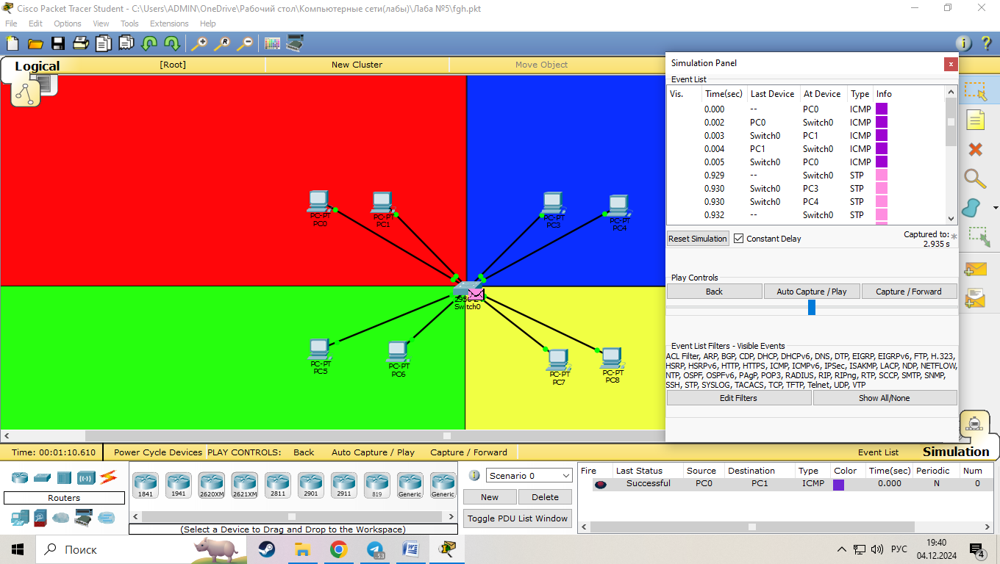 Cisco Packet Tracer Student - C:\Users\ADMIN\OneDrive\Рабочий стол\Компьютерные сети(лабы)\Лаба №5\fgh.pkt
File Edit Options View Tools Extensions Help
Logical [Root] New Cluster Move Object
Simulation Panel
Event List
Vis. Time(sec) Last Device At Device Type Info
0.000 -- PC0 ICMP
0.002 PC0 Switch0 ICMP
0.003 Switch0 PC1 ICMP
0.004 PC1 Switch0 ICMP
0.005 Switch0 PC0 ICMP
0.929 -- Switch0 STP
0.930 Switch0 PC3 STP
0.930 Switch0 PC4 STP
0.932 -- Switch0 STP
Reset Simulation Constant Delay Captured to: *
2.935 s
Play Controls
Back Auto Capture / Play Capture / Forward
Event List Filters - Visible Events
ACL Filter, ARP, BGP, CDP, DHCP, DHCPv6, DNS, DTP, EIGRP, EIGRPv6, FTP, H.323,
HSRP, HSRPv6, HTTP, HTTPS, ICMP, ICMPv6, IPSec, ISAKMP, LACP, NDP, NETFLOW,
NTP, OSPF, OSPFv6, PAgP, POP3, RADIUS, RIP, RIPng, RTP, SCCP, SMTP, SNMP,
SSH, STP, SYSLOG, TACACS, TCP, TFTP, Telnet, UDP, VTP
Edit Filters Show All/None
PC-PT
PC0
PC-PT
PC1
PC-PT
PC3
PC-PT
PC4
Switch0
PC-PT
PC5
PC-PT
PC6
PC-PT
PC7
PC-PT
PC8
Time: 00:01:10.610 Power Cycle Devices PLAY CONTROLS: Back Auto Capture / Play Capture / Forward Event List Simulation
Routers
1841 1941 2620XM 2621XM 2811 2901 2911 819 Generic Generic
(Select a Device to Drag and Drop to the Workspace)
Scenario 0
New Delete
Toggle PDU List Window
Fire Last Status Source Destination Type Color Time(sec) Periodic Num
Successful PC0 PC1 ICMP 0.000 N 0
Поиск
53
РУС
19:40
04.12.2024
4